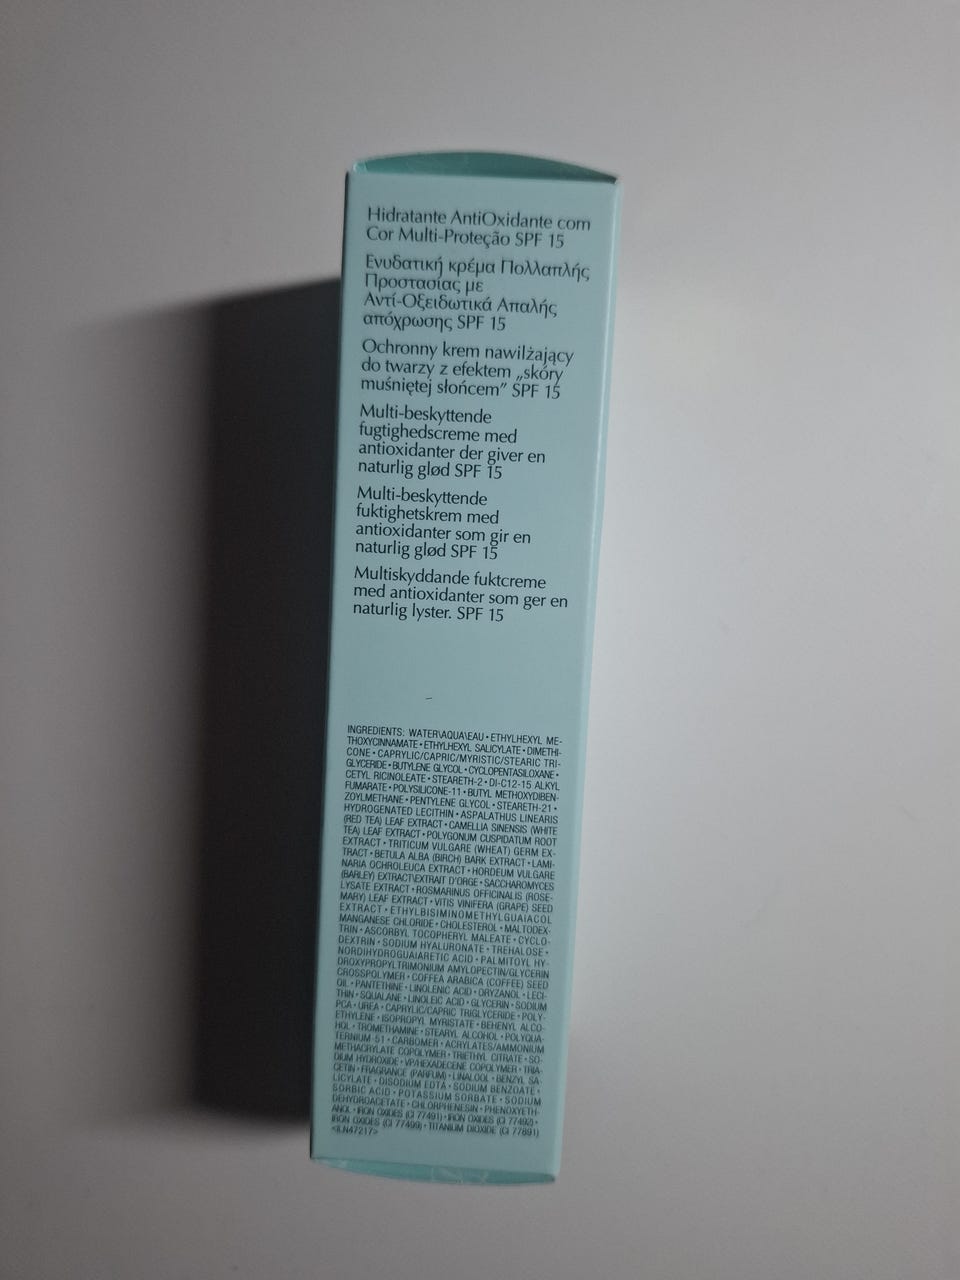 Hidratante AntiOxidante com
Cor Multi-Proteção SPF 15
Ενυδατική κρέμα Πολλαπλής
Προστασίας με
Αντί-Οξειδωτικά Απαλής
απόχρωσης SPF 15
Ochronny krem nawilżający
do twarzy z efektem „skóry
muśniętej słońcem” SPF 15
Multi-beskyttende
fugtighedscreme med
antioxidanter der giver en
naturlig glød SPF 15
Multi-beskyttende
fuktighetskrem med
antioxidanter som gir en
naturlig glød SPF 15
Multiskyddande fuktcreme
med antioxidanter som ger en
naturlig lyster. SPF 15
INGREDIENTS: WATER\AQUA\EAU • ETHYLHEXYL ME-
THOXYCINNAMATE • ETHYLHEXYL SALICYLATE • DIMETHI-
CONE • CAPRYLIC/CAPRIC/MYRISTIC/STEARIC TRI-
GLYCERIDE • BUTYLENE GLYCOL • CYCLOPENTASILOXANE •
CETYL RICINOLEATE • STEARETH-2 • DI-C12-15 ALKYL
FUMARATE • POLYSILICONE-11 • BUTYL METHOXYDIBEN-
ZOYLMETHANE • PENTYLENE GLYCOL • STEARETH-21 •
HYDROGENATED LECITHIN • ASPALATHUS LINEARIS
(RED TEA) LEAF EXTRACT • CAMELLIA SINENSIS (WHITE
TEA) LEAF EXTRACT • POLYGONUM CUSPIDATUM ROOT
EXTRACT • TRITICUM VULGARE (WHEAT) GERM EX-
TRACT • BETULA ALBA (BIRCH) BARK EXTRACT • LAMI-
NARIA OCHROLEUCA EXTRACT • HORDEUM VULGARE
(BARLEY) EXTRACT\EXTRAIT D'ORGE • SACCHAROMYCES
LYSATE EXTRACT • ROSMARINUS OFFICINALIS (ROSE-
MARY) LEAF EXTRACT • VITIS VINIFERA (GRAPE) SEED
EXTRACT • ETHYLBISIMINOMETHYLGUAIACOL
MANGANESE CHLORIDE • CHOLESTEROL • MALTODEX-
TRIN • ASCORBYL TOCOPHERYL MALEATE • CYCLO-
DEXTRIN • SODIUM HYALURONATE • TREHALOSE •
NORDIHYDROGUAIARETIC ACID • PALMITOYL HY-
DROXYPROPYLTRIMONIUM AMYLOPECTIN/GLYCERIN
CROSSPOLYMER • COFFEA ARABICA (COFFEE) SEED
OIL • PANTETHINE • LINOLENIC ACID • ORYZANOL • LECI-
THIN • SQUALANE • LINOLEIC ACID • GLYCERIN • SODIUM
PCA • UREA • CAPRYLIC/CAPRIC TRIGLYCERIDE • POLY-
ETHYLENE • ISOPROPYL MYRISTATE • BEHENYL ALCO-
HOL • TROMETHAMINE • STEARYL ALCOHOL • POLYQUA-
TERNIUM-51 • CARBOMER • ACRYLATES/AMMONIUM
METHACRYLATE COPOLYMER • TRIETHYL CITRATE • SO-
DIUM HYDROXIDE • VP/HEXADECENE COPOLYMER • TRIA-
CETIN • FRAGRANCE (PARFUM) • LINALOOL • BENZYL SA-
LICYLATE • DISODIUM EDTA • SODIUM BENZOATE •
SORBIC ACID • POTASSIUM SORBATE • SODIUM
DEHYDROACETATE • CHLORPHENESIN • PHENOXYETH-
ANOL • IRON OXIDES (CI 77491) • IRON OXIDES (CI 77492) •
IRON OXIDES (CI 77499) • TITANIUM DIOXIDE (CI 77891)
<ILN47217>